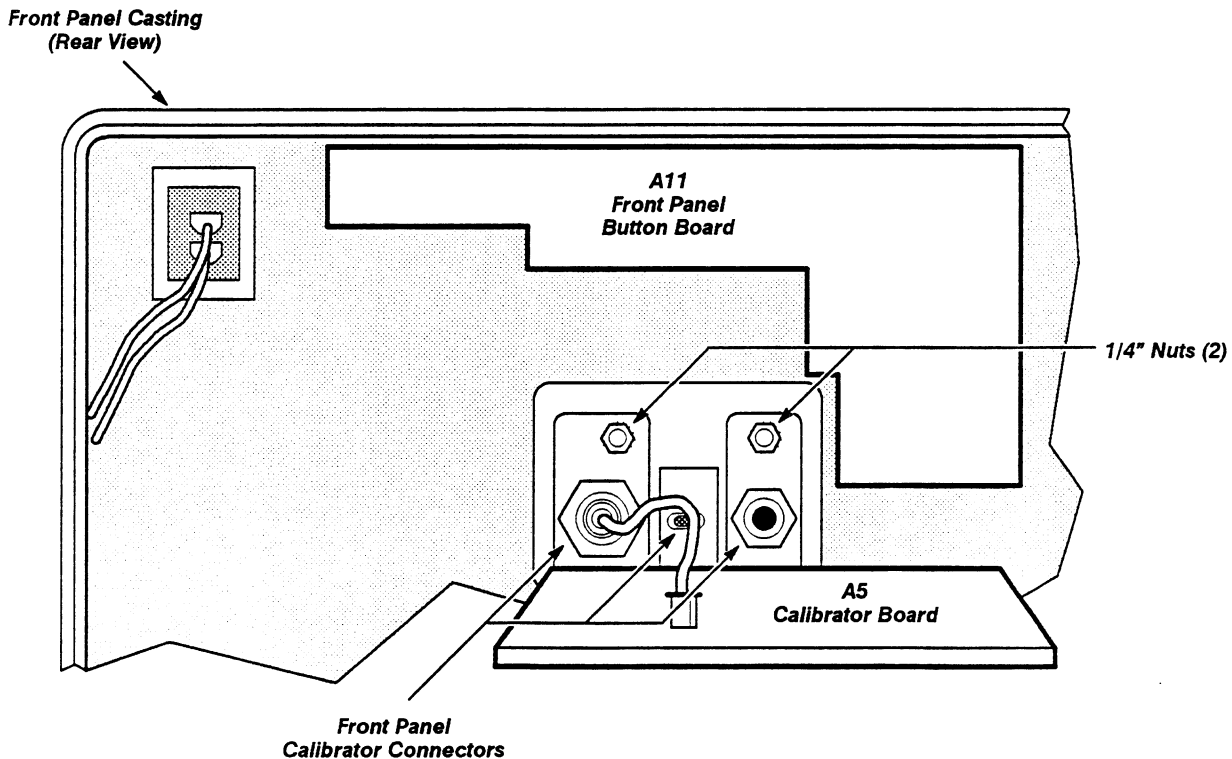 Front Panel Casting
(Rear View)
A11
Front Panel
Button Board
1/4" Nuts (2)
A5
Calibrator Board
Front Panel
Calibrator Connectors